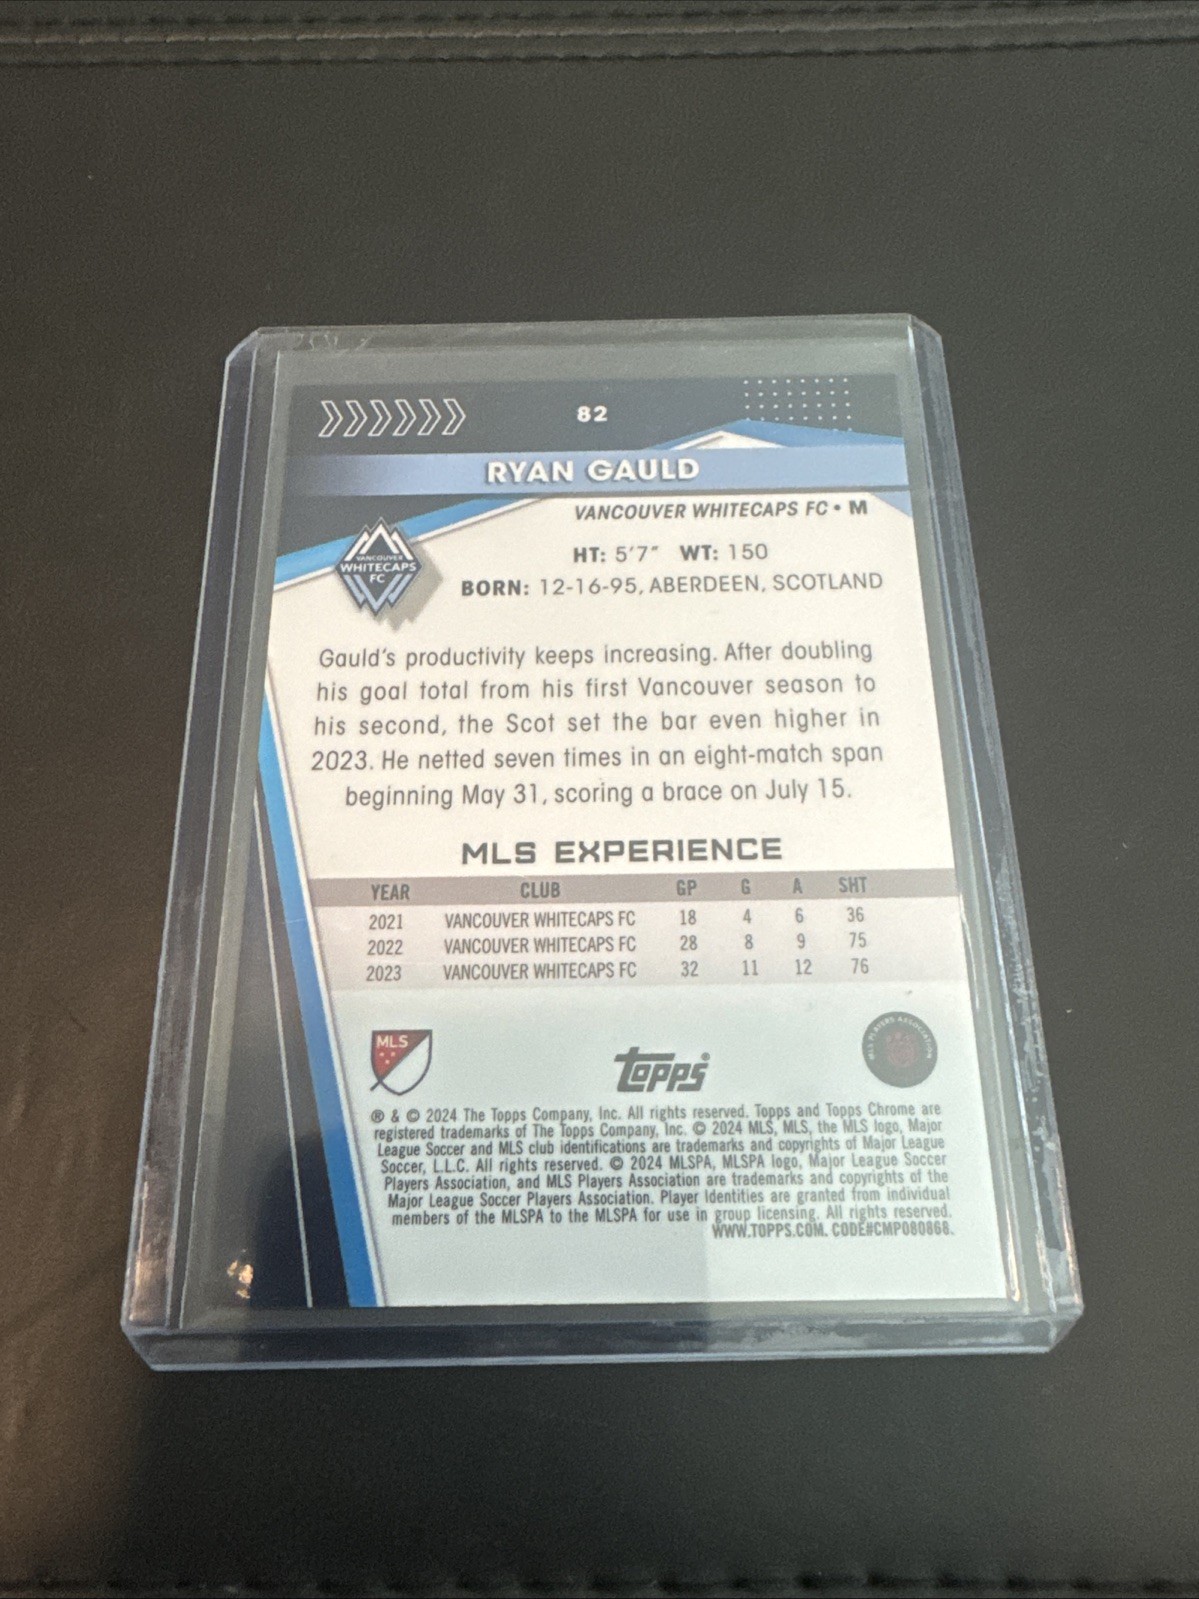 82
RYAN GAULD
VANCOUVER WHITECAPS FC • M
VANCOUVER
WHITECAPS
FC
HT: 5'7" WT: 150
BORN: 12-16-95, ABERDEEN, SCOTLAND
Gauld's productivity keeps increasing. After doubling
his goal total from his first Vancouver season to
his second, the Scot set the bar even higher in
2023. He netted seven times in an eight-match span
beginning May 31, scoring a brace on July 15.
MLS EXPERIENCE
YEAR CLUB GP G A SHT
2021 VANCOUVER WHITECAPS FC 18 4 6 36
2022 VANCOUVER WHITECAPS FC 28 8 9 75
2023 VANCOUVER WHITECAPS FC 32 11 12 76
MLS
Topps
MLS PLAYERS ASSOCIATION
® & © 2024 The Topps Company, Inc. All rights reserved. Topps and Topps Chrome are
registered trademarks of The Topps Company, Inc. © 2024 MLS, MLS, the MLS logo, Major
League Soccer and MLS club identifications are trademarks and copyrights of Major League
Soccer, L.L.C. All rights reserved. © 2024 MLSPA, MLSPA logo, Major League Soccer
Players Association, and MLS Players Association are trademarks and copyrights of the
Major League Soccer Players Association. Player Identities are granted from individual
members of the MLSPA to the MLSPA for use in group licensing. All rights reserved.
WWW.TOPPS.COM. CODE#CMP080868.